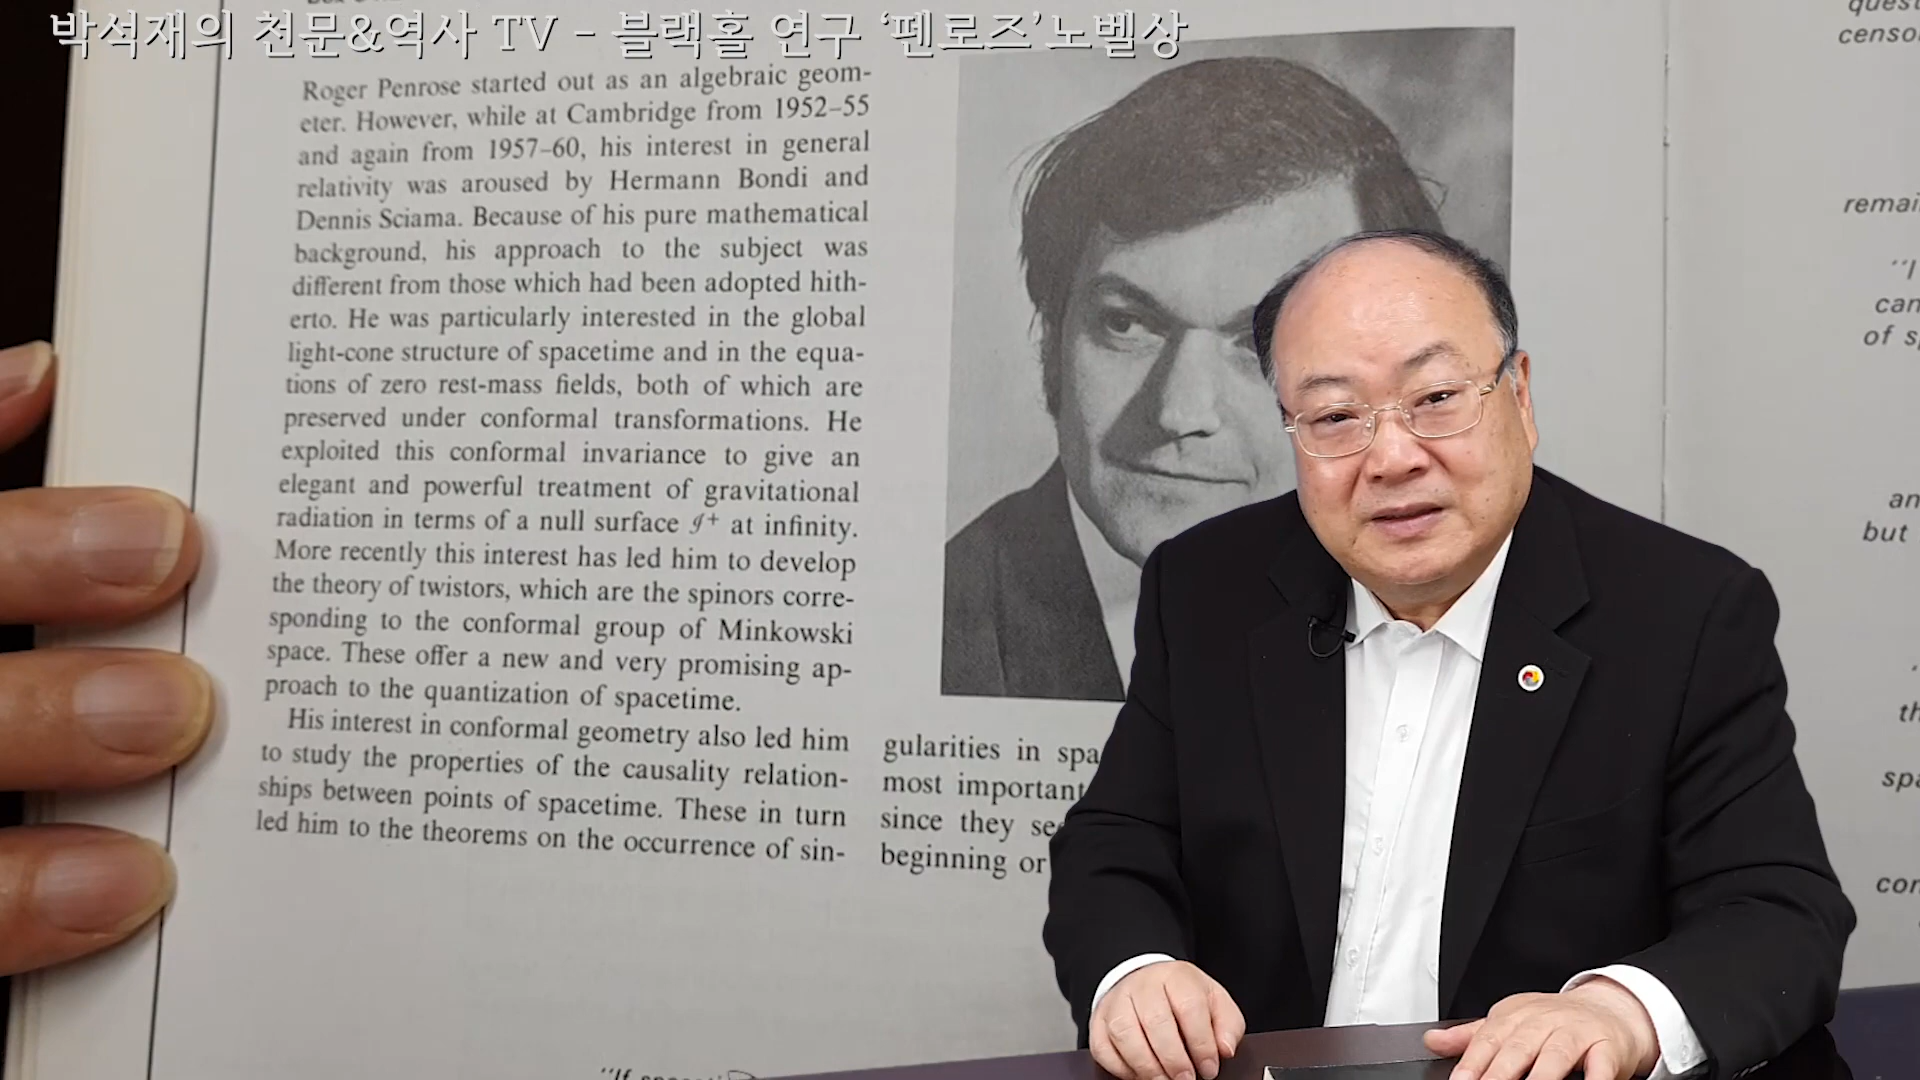 박석재의 천문&역사 TV - 블랙홀 연구 ‘펜로즈’ 노벨상
Roger Penrose started out as an algebraic geom-
eter. However, while at Cambridge from 1952–55
and again from 1957–60, his interest in general
relativity was aroused by Hermann Bondi and
Dennis Sciama. Because of his pure mathematical
background, his approach to the subject was
different from those which had been adopted hith-
erto. He was particularly interested in the global
light-cone structure of spacetime and in the equa-
tions of zero rest-mass fields, both of which are
preserved under conformal transformations. He
exploited this conformal invariance to give an
elegant and powerful treatment of gravitational
radiation in terms of a null surface 𝒥⁺ at infinity.
More recently this interest has led him to develop
the theory of twistors, which are the spinors corre-
sponding to the conformal group of Minkowski
space. These offer a new and very promising ap-
proach to the quantization of spacetime.
His interest in conformal geometry also led him
to study the properties of the causality relation-
ships between points of spacetime. These in turn
led him to the theorems on the occurrence of sin-
gularities in spa
most important
since they se
beginning or
censo
remai
"I
can
of s
an
but
th
spa
con
"If